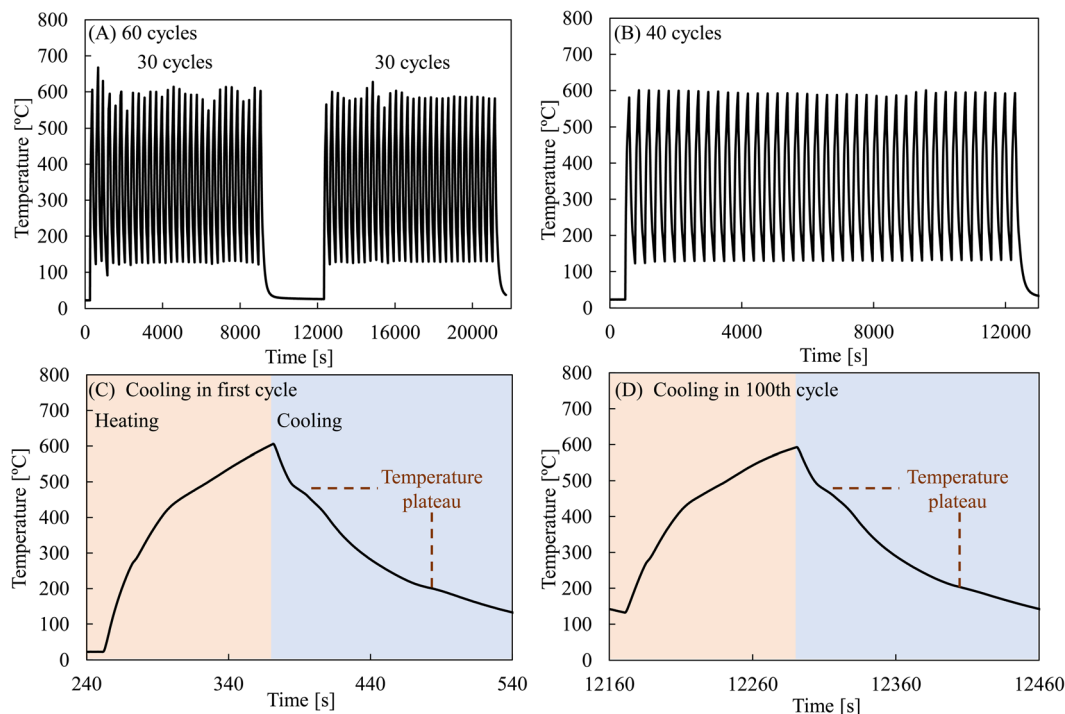 (A) 60 cycles
30 cycles
30 cycles
800
700
600
500
400
300
200
100
0
Temperature [ºC]
0
4000
8000
12000
16000
20000
Time [s]
(B) 40 cycles
800
700
600
500
400
300
200
100
0
Temperature [ºC]
0
4000
8000
12000
Time [s]
(C) Cooling in first cycle
Heating
Cooling
Temperature
plateau
800
700
600
500
400
300
200
100
0
Temperature [ºC]
240
340
440
540
Time [s]
(D) Cooling in 100th cycle
Temperature
plateau
800
700
600
500
400
300
200
100
0
Temperature [ºC]
12160
12260
12360
12460
Time [s]